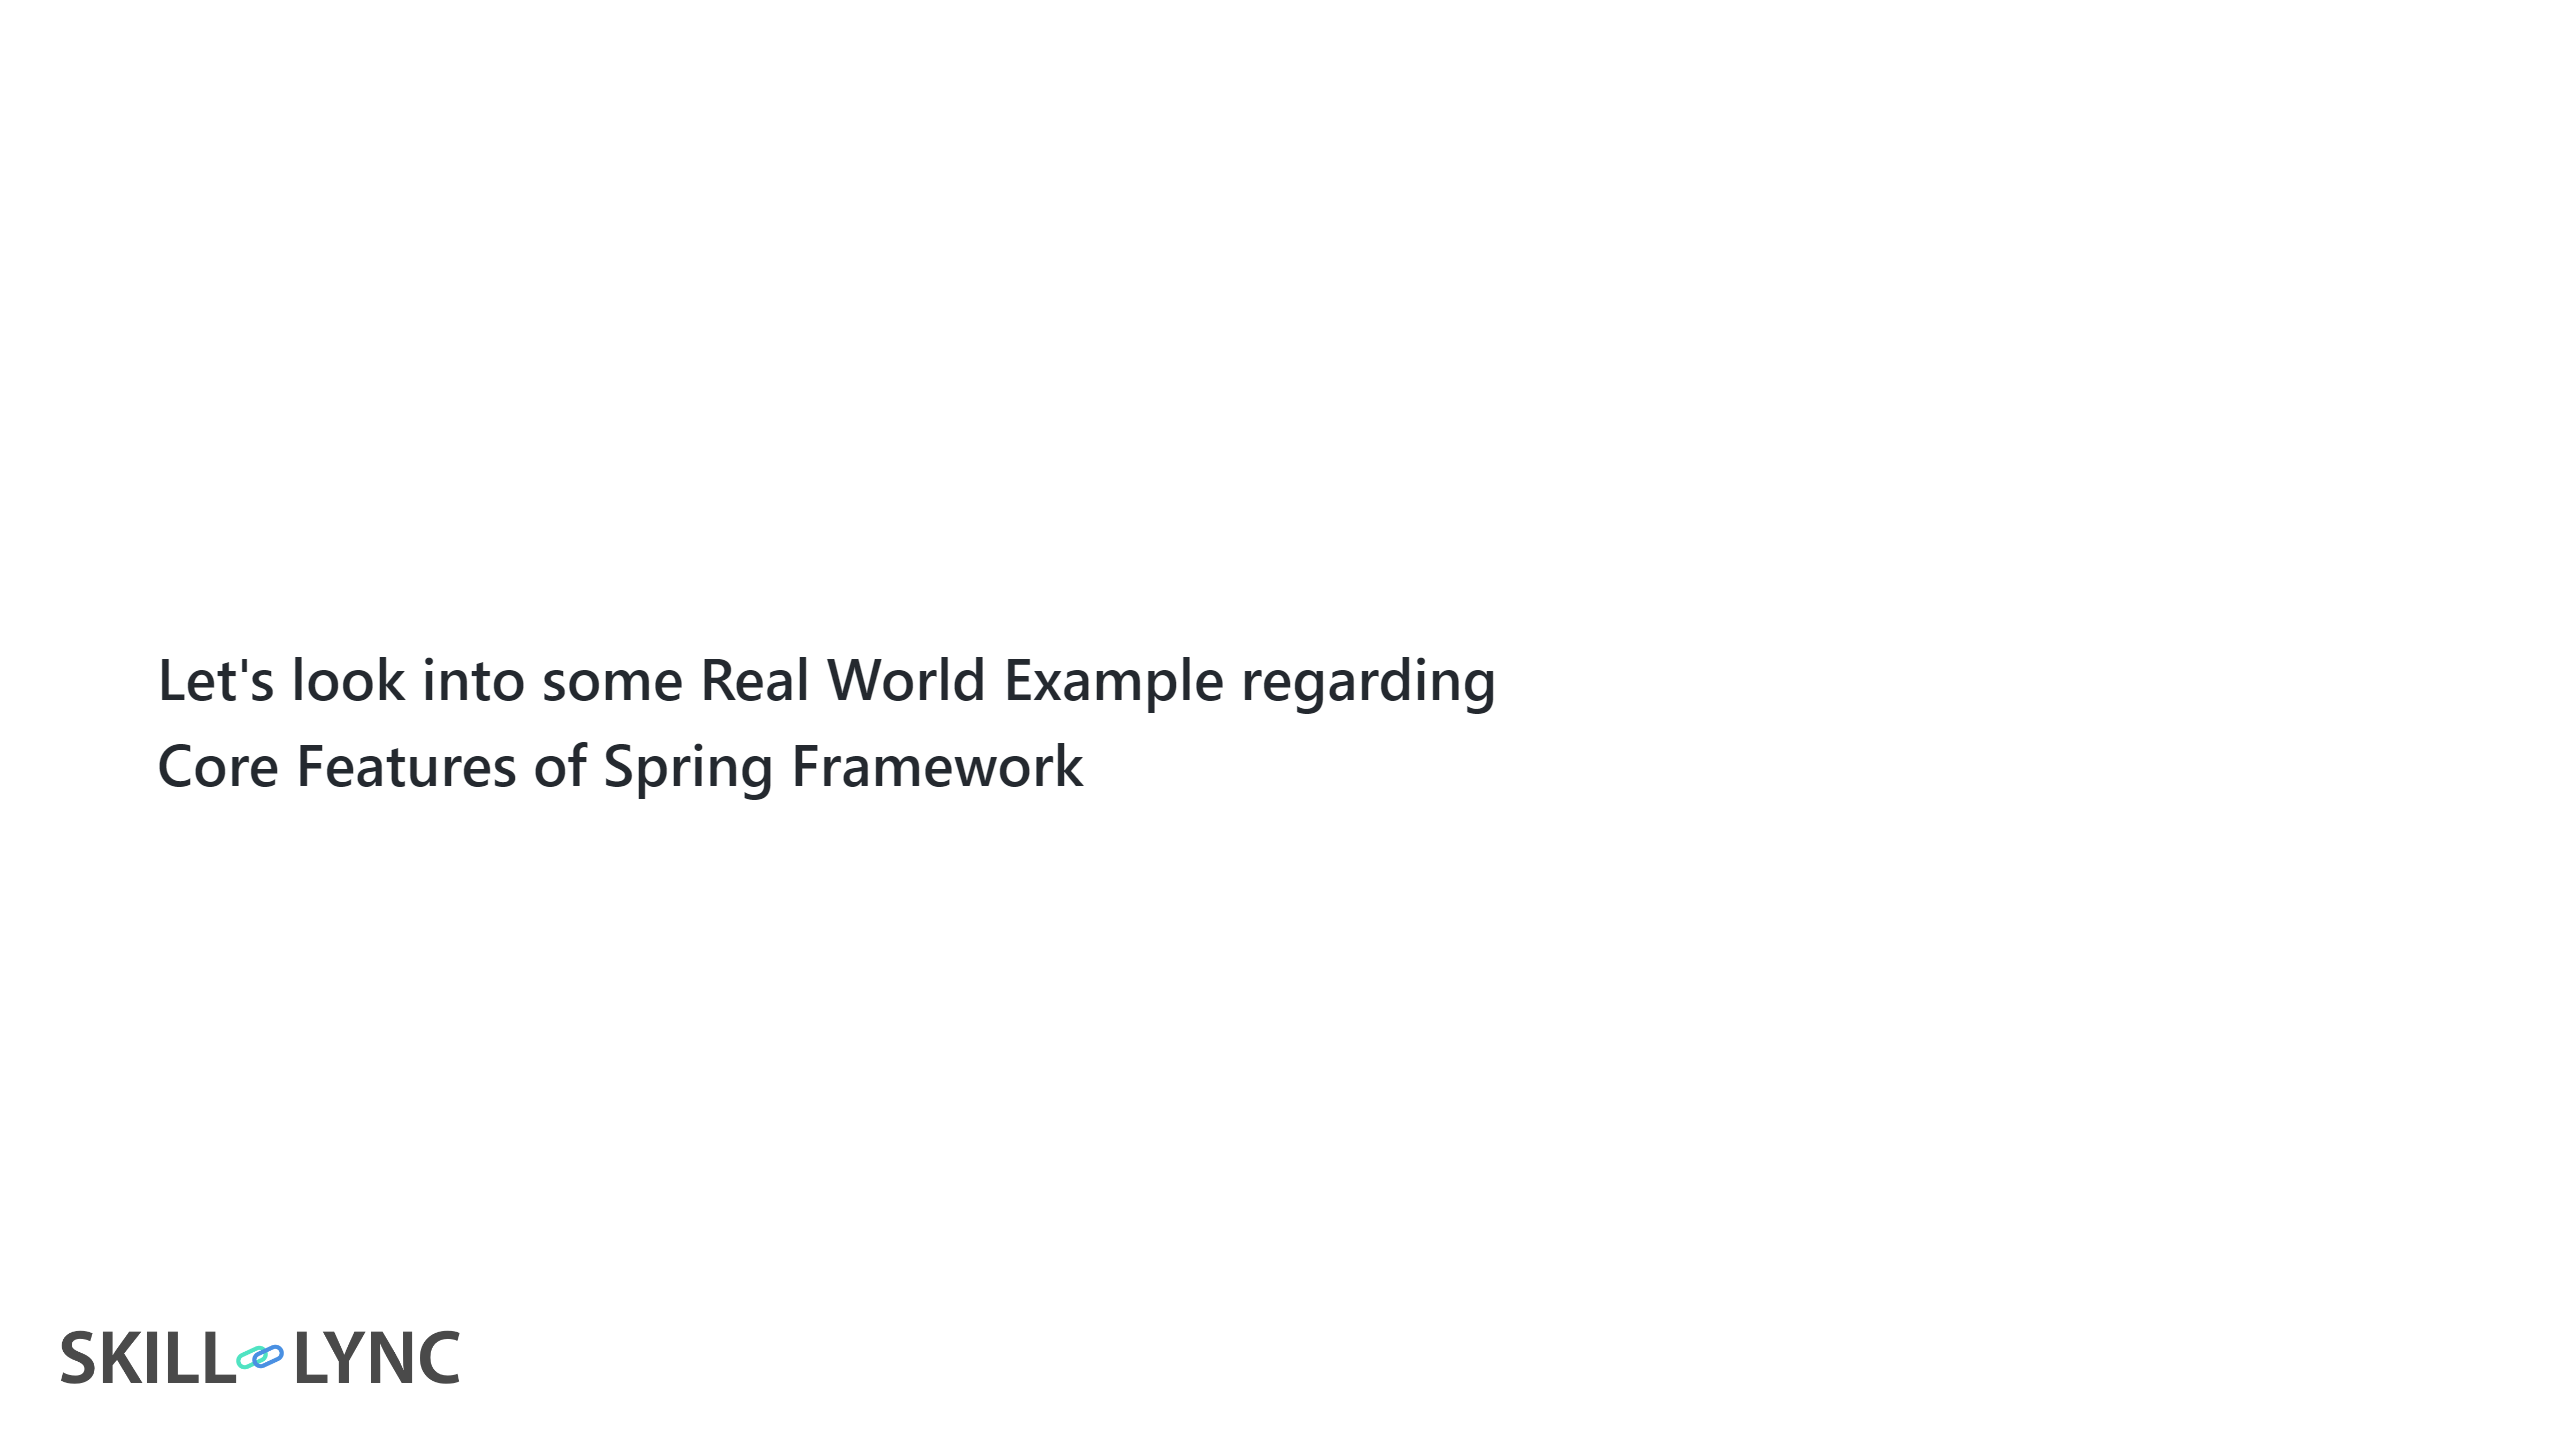 Let's look into some Real World Example regarding
Core Features of Spring Framework
SKILL LYNC